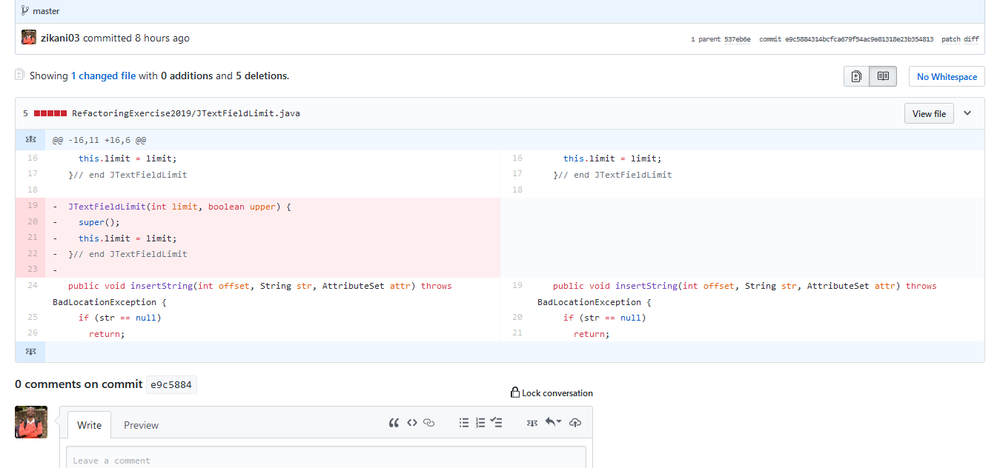 master
zikani03 committed 8 hours ago
1 parent 537eb6e commit e9c5884314bcfca679f54ac9e81318e23b354813 patch diff
Showing 1 changed file with 0 additions and 5 deletions.
No Whitespace
5 RefactoringExercise2019/JTextFieldLimit.java
View file
@@ -16,11 +16,6 @@
16 this.limit = limit; 16 this.limit = limit;
17 }// end JTextFieldLimit 17 }// end JTextFieldLimit
18 18
19 - JTextFieldLimit(int limit, boolean upper) {
20 - super();
21 - this.limit = limit;
22 - }// end JTextFieldLimit
23 -
24 public void insertString(int offset, String str, AttributeSet attr) throws 19 public void insertString(int offset, String str, AttributeSet attr) throws
BadLocationException { BadLocationException {
25 if (str == null) 20 if (str == null)
26 return; 21 return;
0 comments on commit e9c5884
Lock conversation
Write Preview
Leave a comment